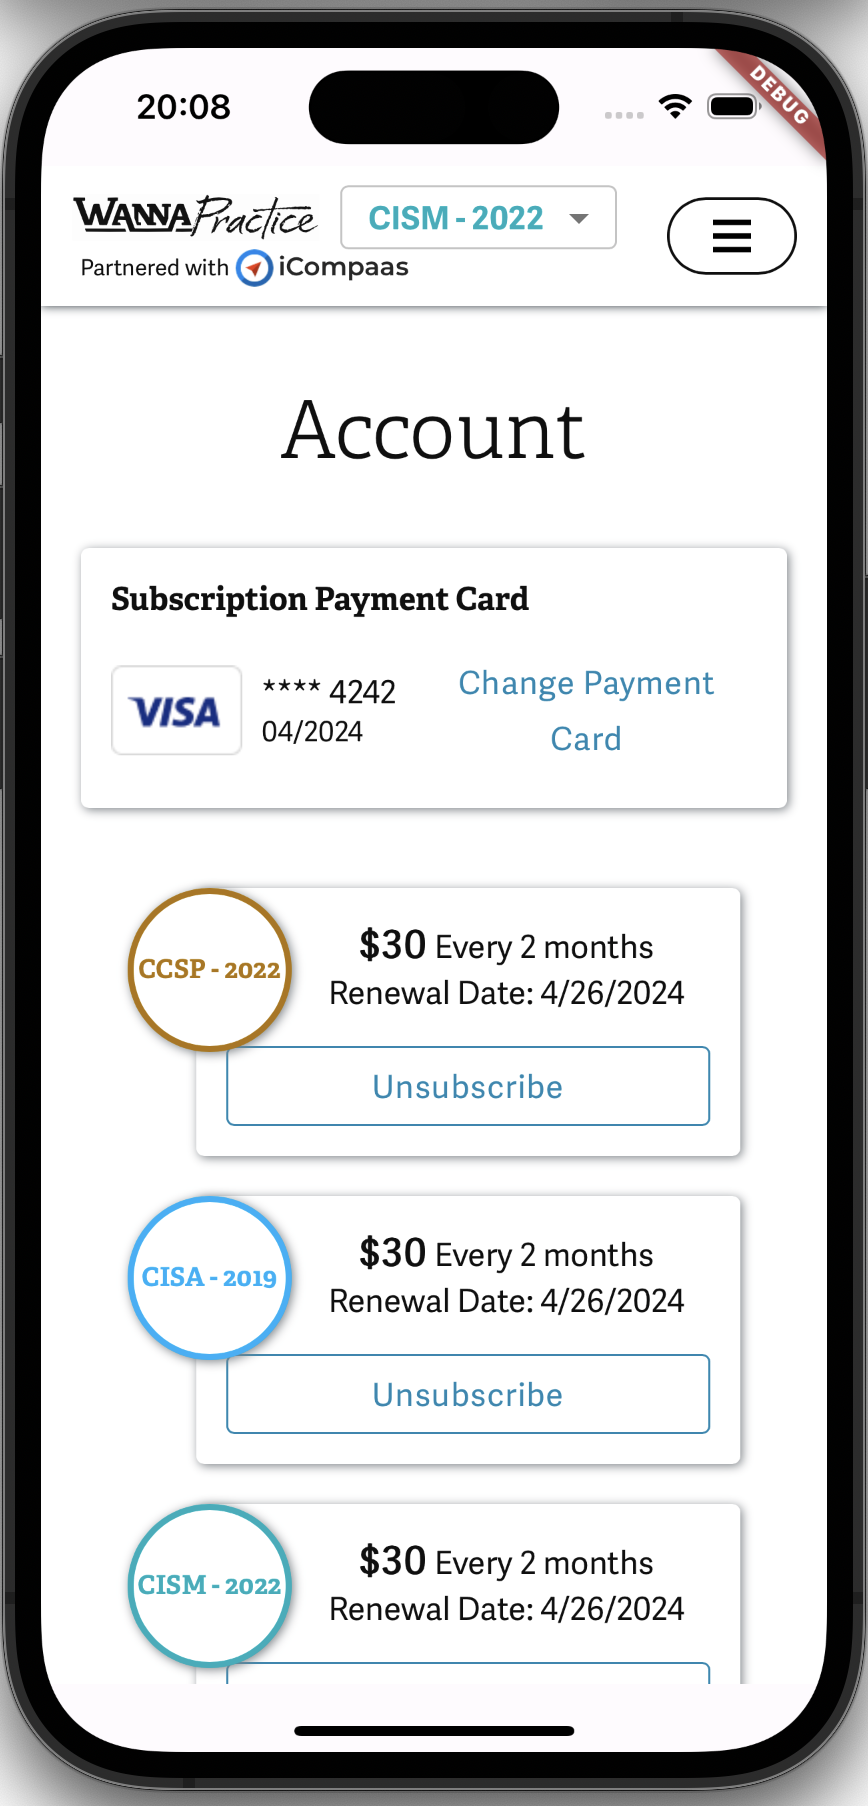 20:08
DEBUG
WANNAPractice
CISM - 2022
Partnered with iCompaas
Account
Subscription Payment Card
VISA
**** 4242
04/2024
Change Payment
Card
CCSP - 2022
$30 Every 2 months
Renewal Date: 4/26/2024
Unsubscribe
CISA - 2019
$30 Every 2 months
Renewal Date: 4/26/2024
Unsubscribe
CISM - 2022
$30 Every 2 months
Renewal Date: 4/26/2024